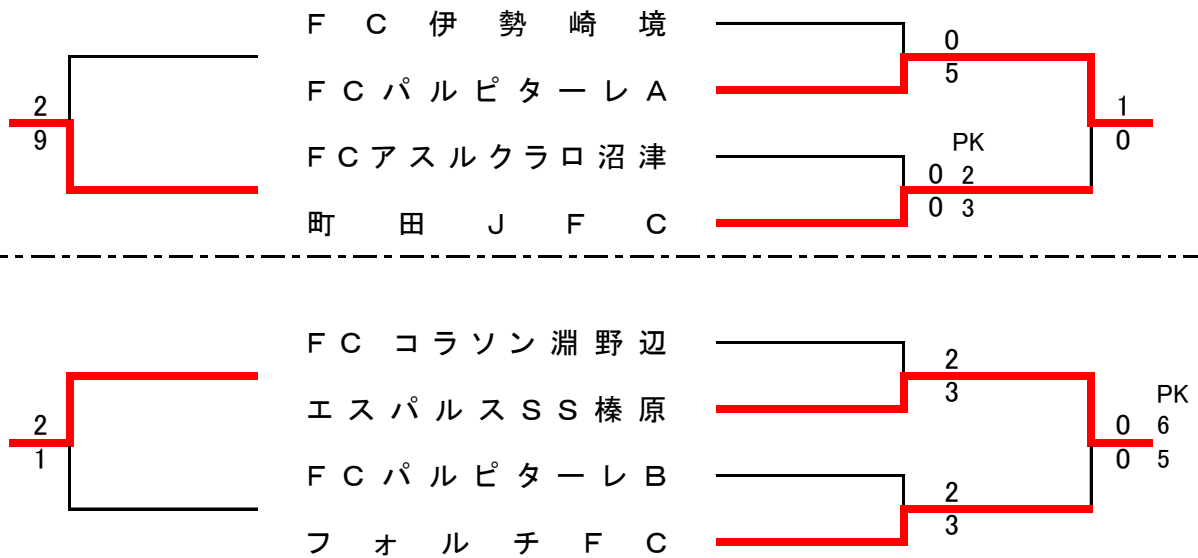 FC伊勢崎境
0
5
FCパルピターレA
2
9
1
0
PK
FCアスルクラロ沼津
0 2
0 3
町田JFC
FC コラソン淵野辺
2
3
エスパルスSS榛原
2
1
PK
0 6
0 5
FCパルピターレB
2
3
フォルチFC